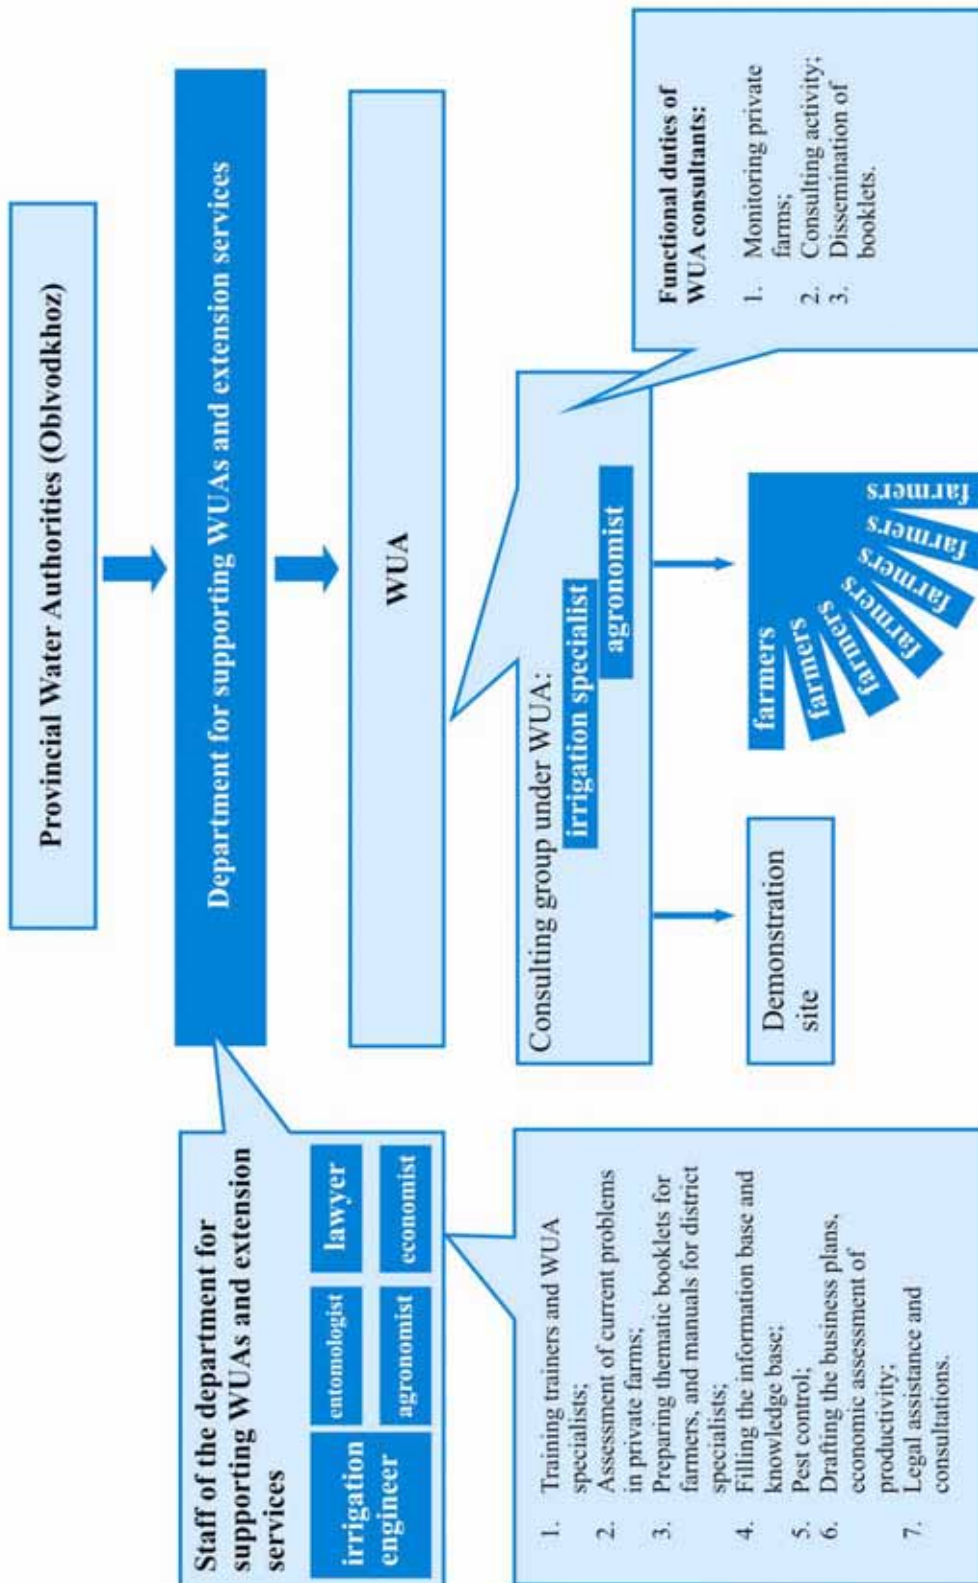 Provincial Water Authorities (Oblvodkhoz)
Department for supporting WUAs and extension services
Staff of the department for
supporting WUAs and extension
services
irrigation
engineer
entomologist
lawyer
agronomist
economist
WUA
1. Training trainers and WUA
specialists;
2. Assessment of current problems
in private farms;
3. Preparing thematic booklets for
farmers, and manuals for district
specialists;
4. Filling the information base and
knowledge base;
5. Pest control;
6. Drafting the business plans,
economic assessment of
productivity;
7. Legal assistance and
consultations.
Consulting group under WUA:
irrigation specialist
agronomist
Functional duties of
WUA consultants:
1. Monitoring private
farms;
2. Consulting activity;
3. Dissemination of
booklets.
Demonstration
site
farmers
farmers
farmers
farmers
farmers
farmers
farmers